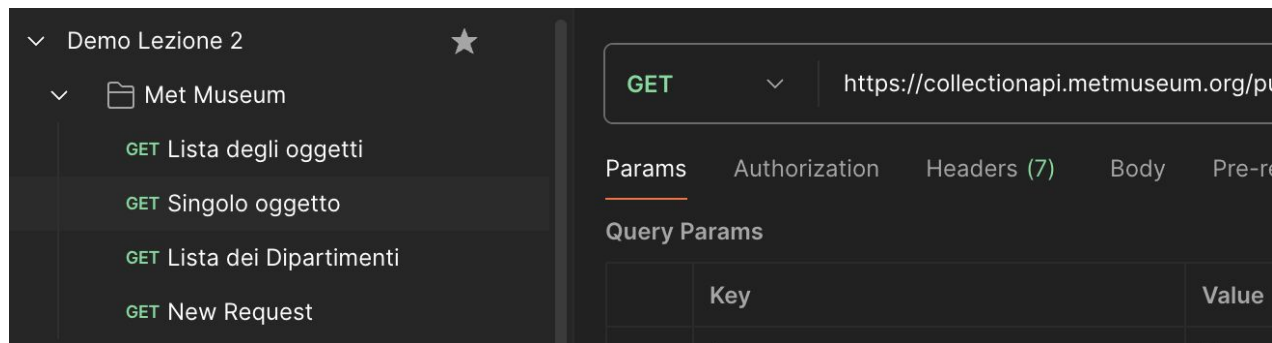 Demo Lezione 2
Met Museum
GET Lista degli oggetti
GET Singolo oggetto
GET Lista dei Dipartimenti
GET New Request
GET https://collectionapi.metmuseum.org/pu
Params Authorization Headers (7) Body Pre-re
Query Params
Key Value